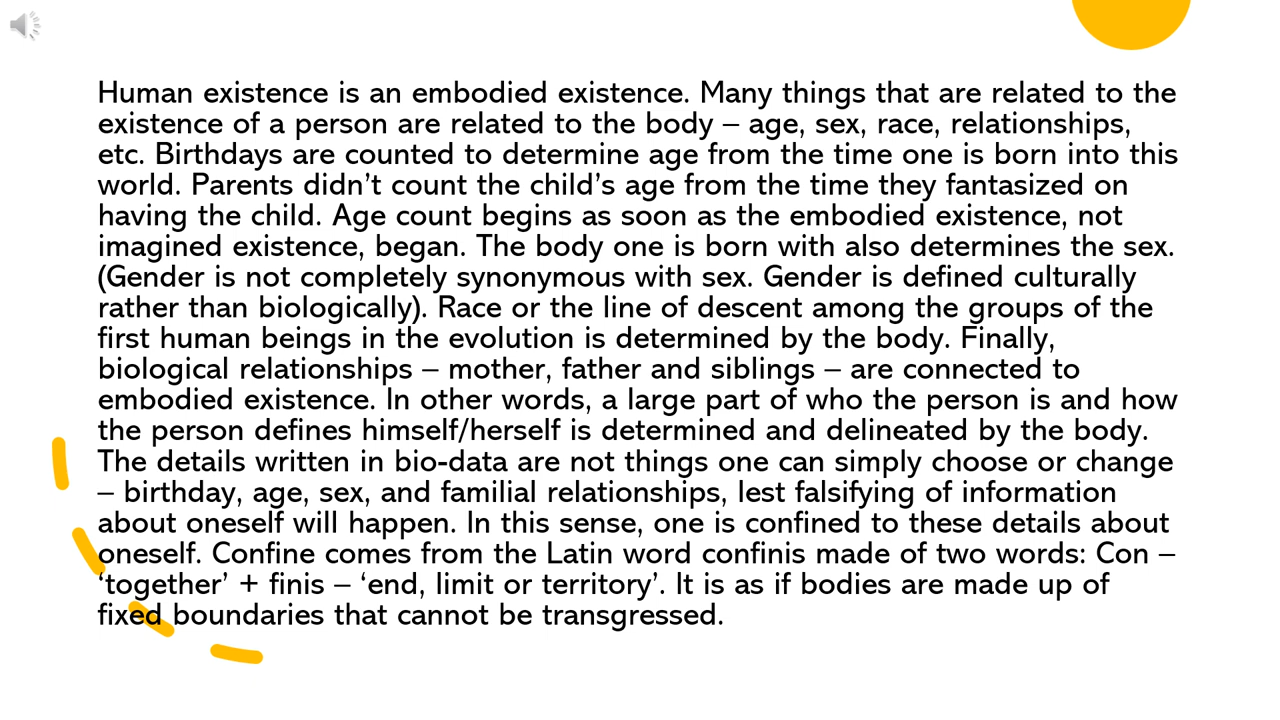 Human existence is an embodied existence. Many things that are related to the
existence of a person are related to the body – age, sex, race, relationships,
etc. Birthdays are counted to determine age from the time one is born into this
world. Parents didn’t count the child’s age from the time they fantasized on
having the child. Age count begins as soon as the embodied existence, not
imagined existence, began. The body one is born with also determines the sex.
(Gender is not completely synonymous with sex. Gender is defined culturally
rather than biologically). Race or the line of descent among the groups of the
first human beings in the evolution is determined by the body. Finally,
biological relationships – mother, father and siblings – are connected to
embodied existence. In other words, a large part of who the person is and how
the person defines himself/herself is determined and delineated by the body.
The details written in bio-data are not things one can simply choose or change
– birthday, age, sex, and familial relationships, lest falsifying of information
about oneself will happen. In this sense, one is confined to these details about
oneself. Confine comes from the Latin word confinis made of two words: Con –
‘together’ + finis – ‘end, limit or territory’. It is as if bodies are made up of
fixed boundaries that cannot be transgressed.